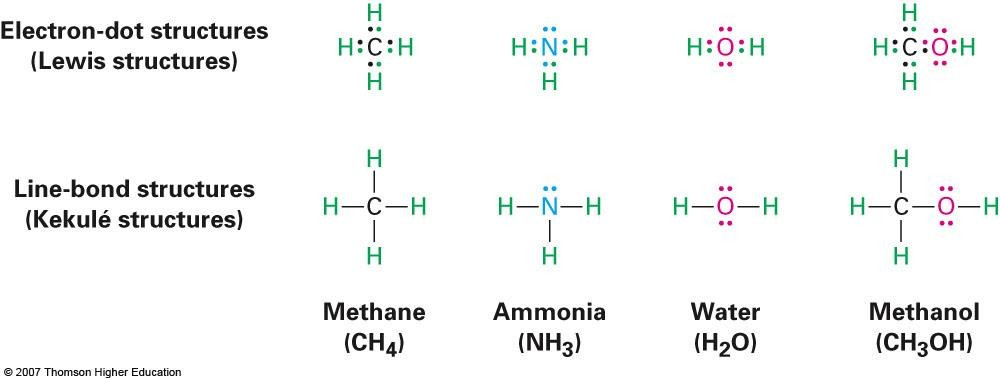 Electron-dot structures
(Lewis structures)
H
H:C:H
H
H:N:H
H
H:O:H
H
H:C:O:H
H
Line-bond structures
(Kekulé structures)
H
H—C—H
H
H—N—H
H
H—O—H
H
H—C—O—H
H
Methane
(CH4)
Ammonia
(NH3)
Water
(H2O)
Methanol
(CH3OH)
© 2007 Thomson Higher Education